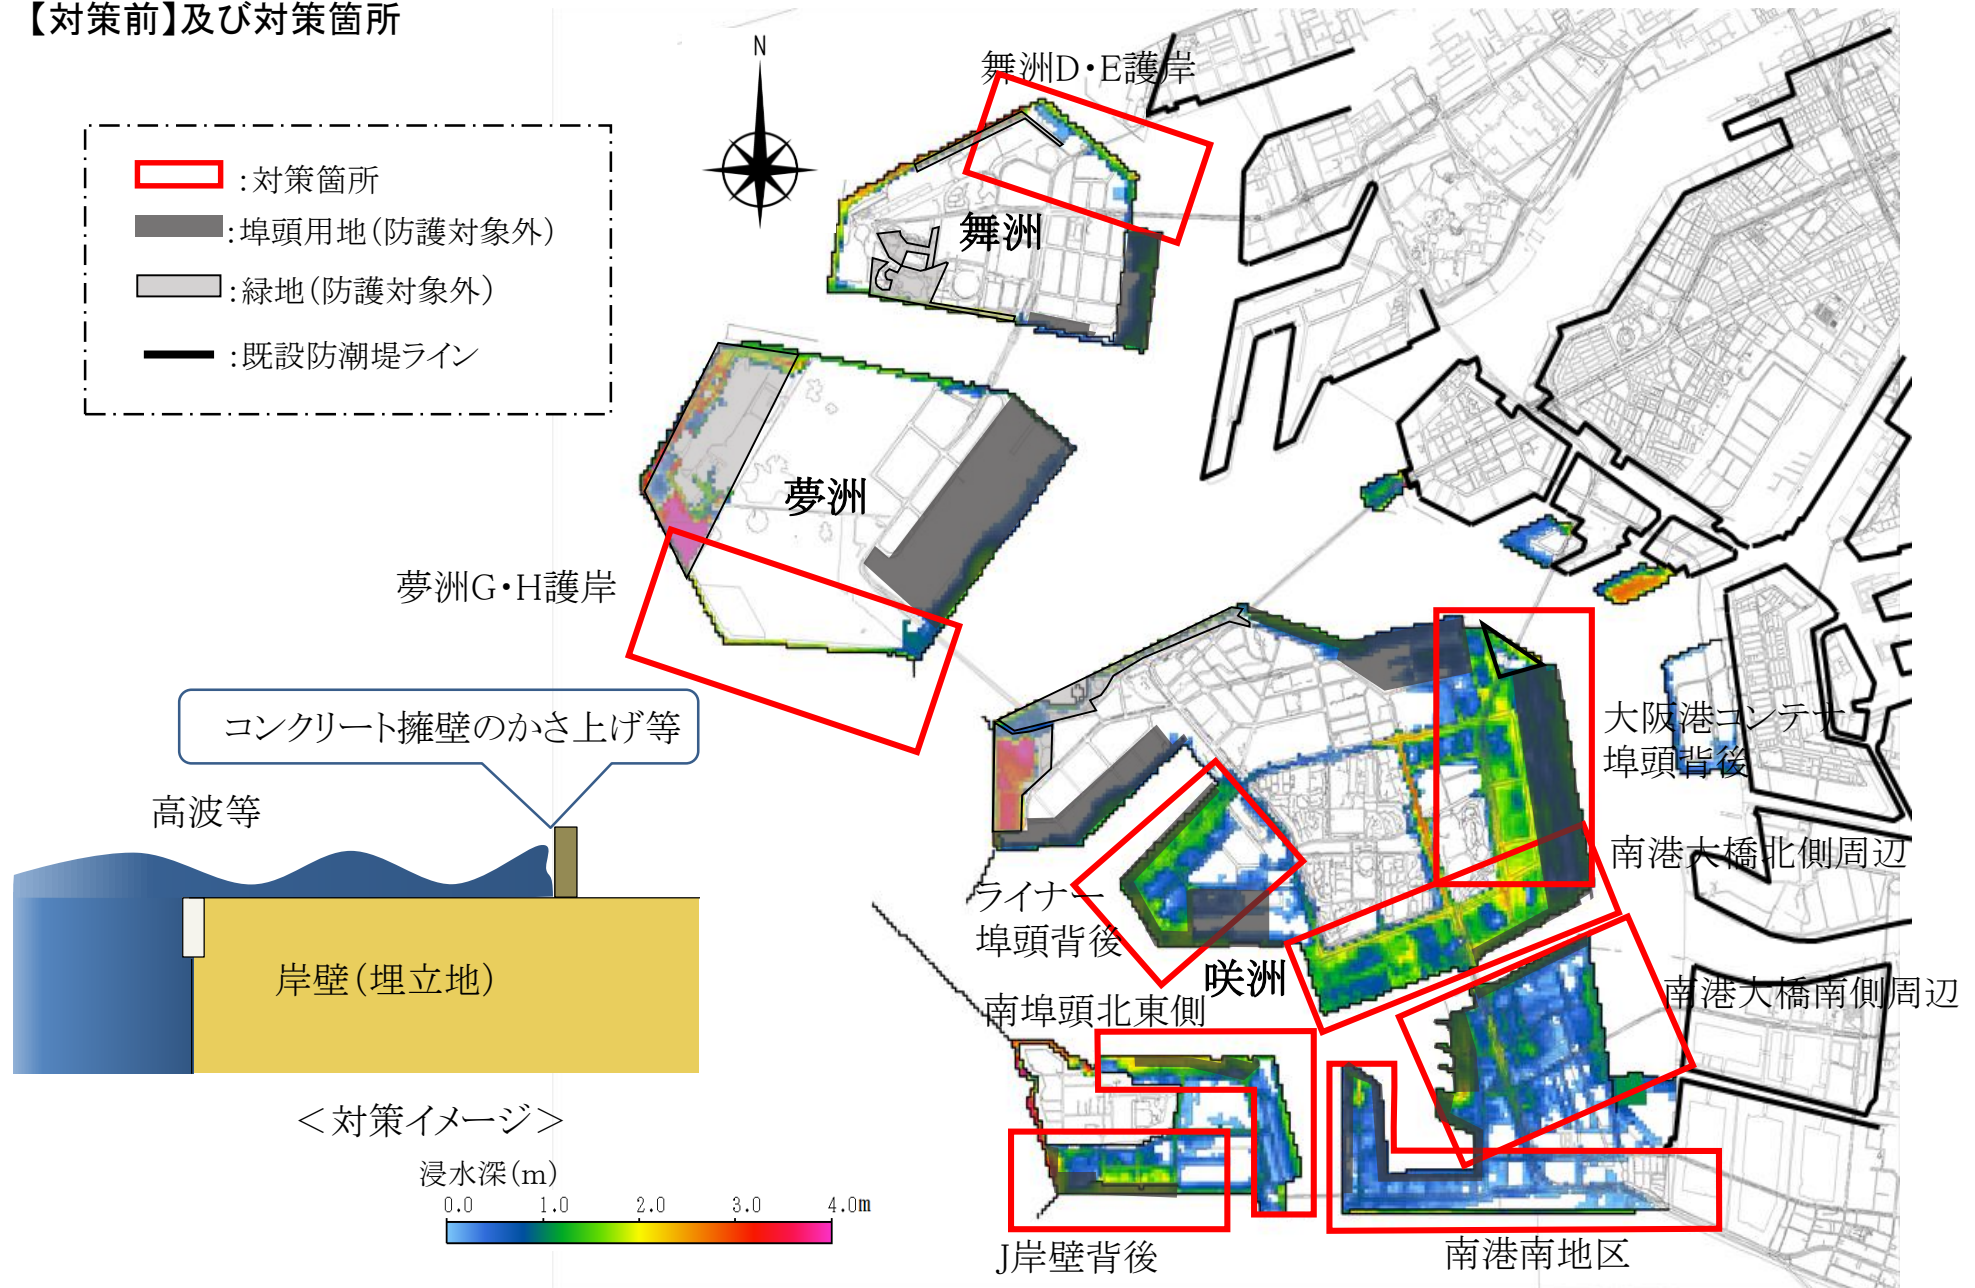 【対策前】及び対策箇所
N
:対策箇所
:埠頭用地(防護対象外)
:緑地(防護対象外)
:既設防潮堤ライン
舞洲D・E護岸
舞洲
夢洲
夢洲G・H護岸
コンクリート擁壁のかさ上げ等
高波等
岸壁(埋立地)
<対策イメージ>
浸水深(m)
0.0 1.0 2.0 3.0 4.0m
大阪港コンテナ
埠頭背後
南港大橋北側周辺
ライナー
埠頭背後
咲洲
南港大橋南側周辺
南埠頭北東側
J岸壁背後
南港南地区